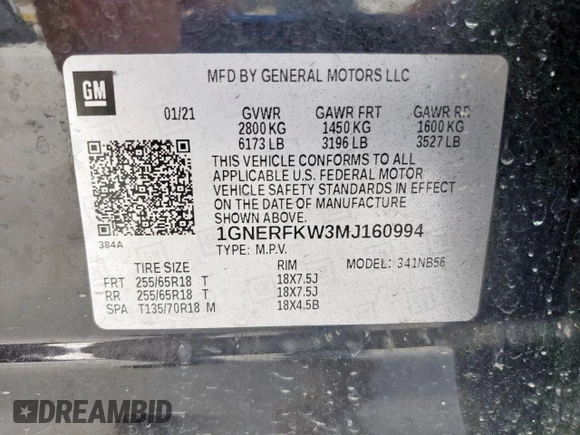 GM
MFD BY GENERAL MOTORS LLC
01/21 GVWR GAWR FRT GAWR RR
2800 KG 1450 KG 1600 KG
6173 LB 3196 LB 3527 LB
THIS VEHICLE CONFORMS TO ALL
APPLICABLE U.S. FEDERAL MOTOR
VEHICLE SAFETY STANDARDS IN EFFECT
ON THE DATE OF MANUFACTURE
SHOWN ABOVE.
384A
1GNERFKW3MJ160994
TYPE: M.P.V.
TIRE SIZE RIM MODEL: 341NB56
FRT 255/65R18 T 18X7.5J
RR 255/65R18 T 18X7.5J
SPA T135/70R18 M 18X4.5B
DREAMBID